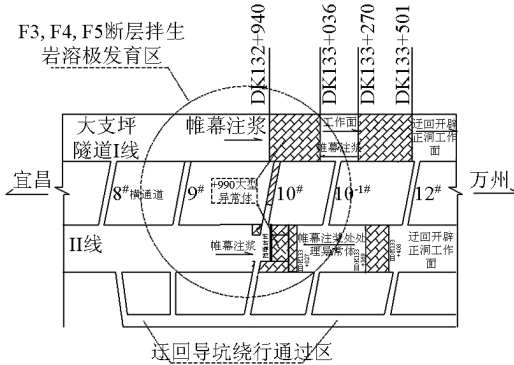 F3, F4, F5断层拌生
岩溶极发育区
DK132+940
DK133+036
DK133+270
DK133+501
大支坪
隧道I线
帷幕注浆
工作面
帷幕注浆
迂回开辟
正洞工作
面
宜昌
8#横通道
9#
+990大型
异常体
10#
10-1#
12#
万州
II线
帷幕注浆
帷幕注浆处处
理异常体
迂回开辟
正洞工作
面
迂回导坑绕行通过区